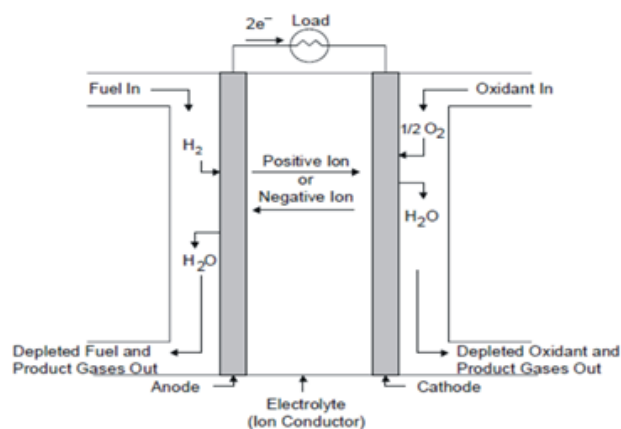 2e⁻
Load
Fuel In
Oxidant In
H₂
1/2 O₂
Positive Ion
or
Negative Ion
H₂O
H₂O
Depleted Fuel and
Product Gases Out
Depleted Oxidant and
Product Gases Out
Anode
Cathode
Electrolyte
(Ion Conductor)